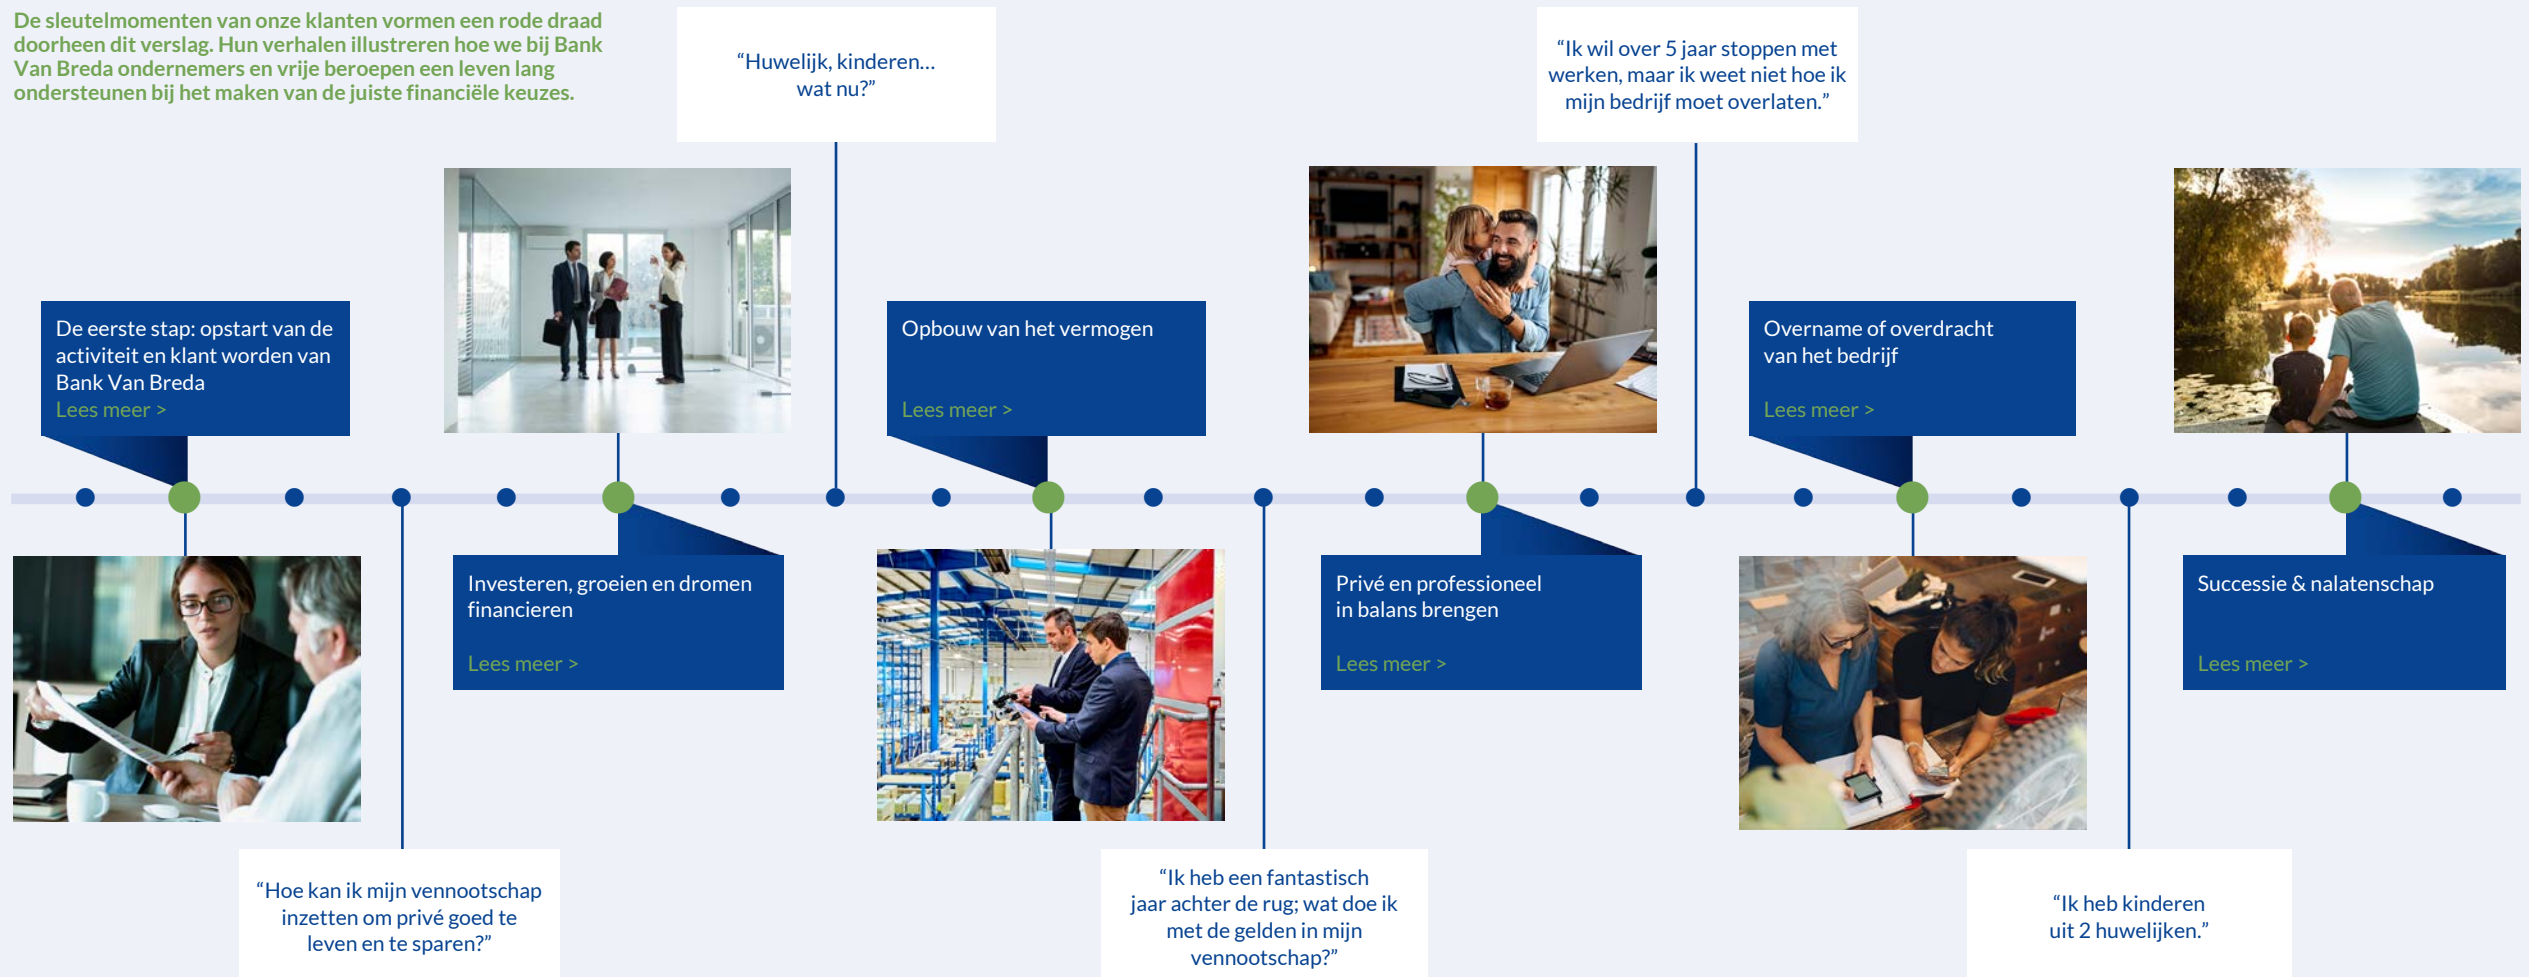 De sleutelmomenten van onze klanten vormen een rode draad
doorheen dit verslag. Hun verhalen illustreren hoe we bij Bank
Van Breda ondernemers en vrije beroepen een leven lang
ondersteunen bij het maken van de juiste financiële keuzes.
“Huwelijk, kinderen…
wat nu?”
“Ik wil over 5 jaar stoppen met
werken, maar ik weet niet hoe ik
mijn bedrijf moet overlaten.”
De eerste stap: opstart van de
activiteit en klant worden van
Bank Van Breda
Lees meer >
Opbouw van het vermogen
Lees meer >
Overname of overdracht
van het bedrijf
Lees meer >
Investeren, groeien en dromen
financieren
Lees meer >
Privé en professioneel
in balans brengen
Lees meer >
Successie & nalatenschap
Lees meer >
“Hoe kan ik mijn vennootschap
inzetten om privé goed te
leven en te sparen?”
“Ik heb een fantastisch
jaar achter de rug; wat doe ik
met de gelden in mijn
vennootschap?”
“Ik heb kinderen
uit 2 huwelijken.”